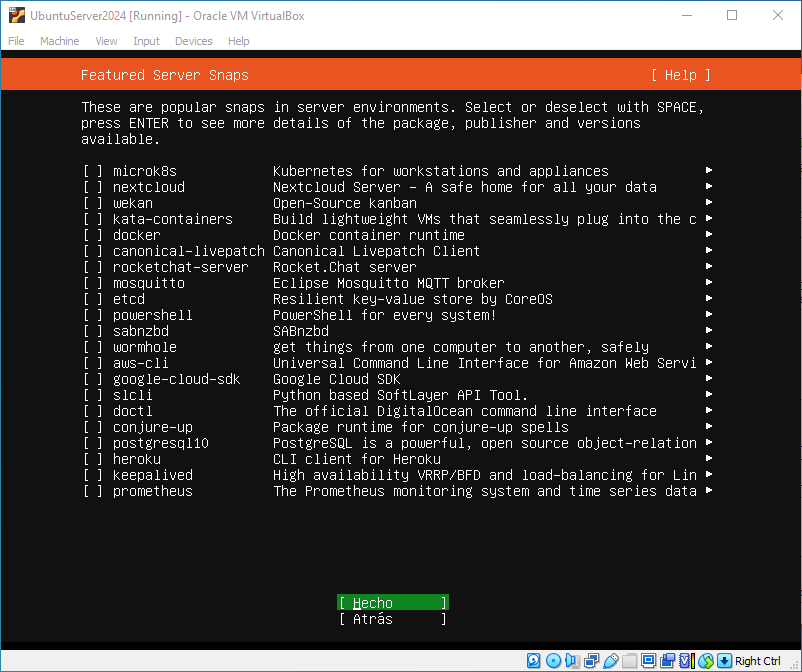 UbuntuServer2024 [Running] - Oracle VM VirtualBox
File Machine View Input Devices Help
Featured Server Snaps [ Help ]
These are popular snaps in server environments. Select or deselect with SPACE,
press ENTER to see more details of the package, publisher and versions
available.
[ ] microk8s Kubernetes for workstations and appliances ▸
[ ] nextcloud Nextcloud Server - A safe home for all your data ▸
[ ] wekan Open-Source kanban ▸
[ ] kata-containers Build lightweight VMs that seamlessly plug into the c ▸
[ ] docker Docker container runtime ▸
[ ] canonical-livepatch Canonical Livepatch Client ▸
[ ] rocketchat-server Rocket.Chat server ▸
[ ] mosquitto Eclipse Mosquitto MQTT broker ▸
[ ] etcd Resilient key-value store by CoreOS ▸
[ ] powershell PowerShell for every system! ▸
[ ] sabnzbd SABnzbd ▸
[ ] wormhole get things from one computer to another, safely ▸
[ ] aws-cli Universal Command Line Interface for Amazon Web Servi ▸
[ ] google-cloud-sdk Google Cloud SDK ▸
[ ] slcli Python based SoftLayer API Tool. ▸
[ ] doctl The official DigitalOcean command line interface ▸
[ ] conjure-up Package runtime for conjure-up spells ▸
[ ] postgresql10 PostgreSQL is a powerful, open source object-relation ▸
[ ] heroku CLI client for Heroku ▸
[ ] keepalived High availability VRRP/BFD and load-balancing for Lin ▸
[ ] prometheus The Prometheus monitoring system and time series data ▸
[ Hecho ]
[ Atrás ]
Right Ctrl